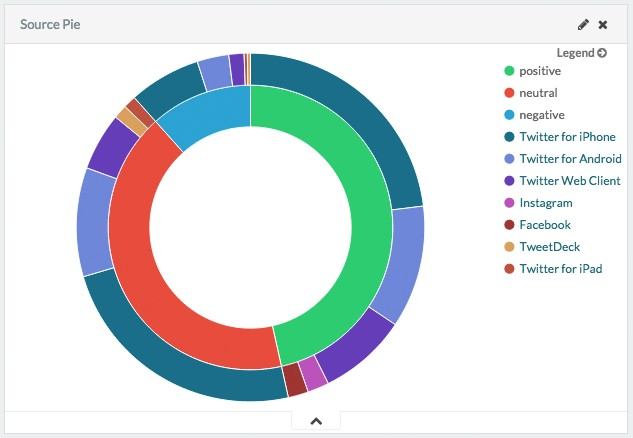 Source Pie
Legend
positive
neutral
negative
Twitter for iPhone
Twitter for Android
Twitter Web Client
Instagram
Facebook
TweetDeck
Twitter for iPad